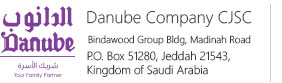 الدانوب
Danube
شريك الأسرة
Your Family Partner
Danube Company CJSC
Bindawood Group Bldg, Madinah Road
P.O. Box 51280, Jeddah 21543,
Kingdom of Saudi Arabia